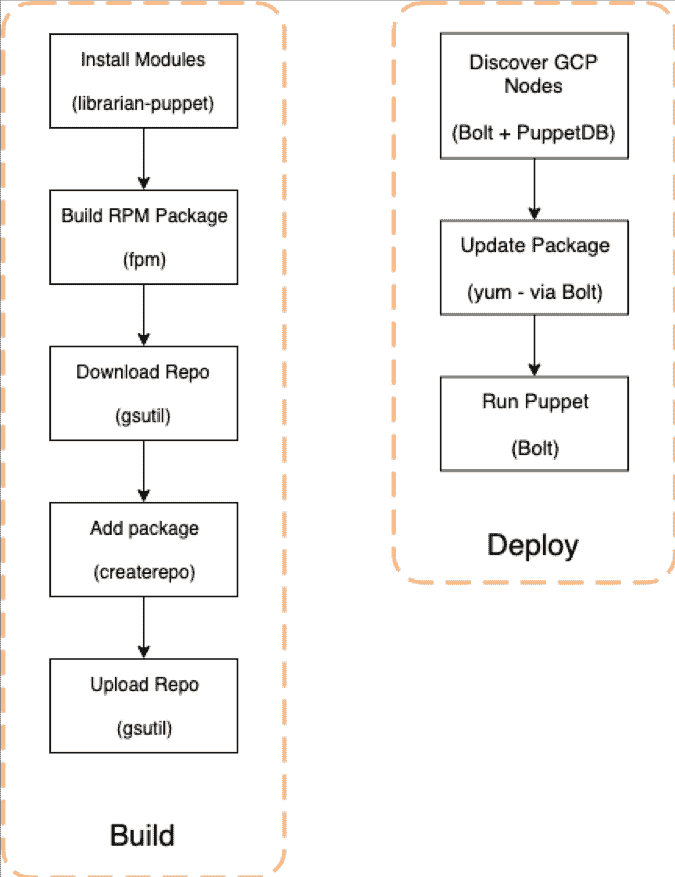 Install Modules
(librarian-puppet)
Build RPM Package
(fpm)
Download Repo
(gsutil)
Add package
(createrepo)
Upload Repo
(gsutil)
Build
Discover GCP
Nodes
(Bolt + PuppetDB)
Update Package
(yum - via Bolt)
Run Puppet
(Bolt)
Deploy